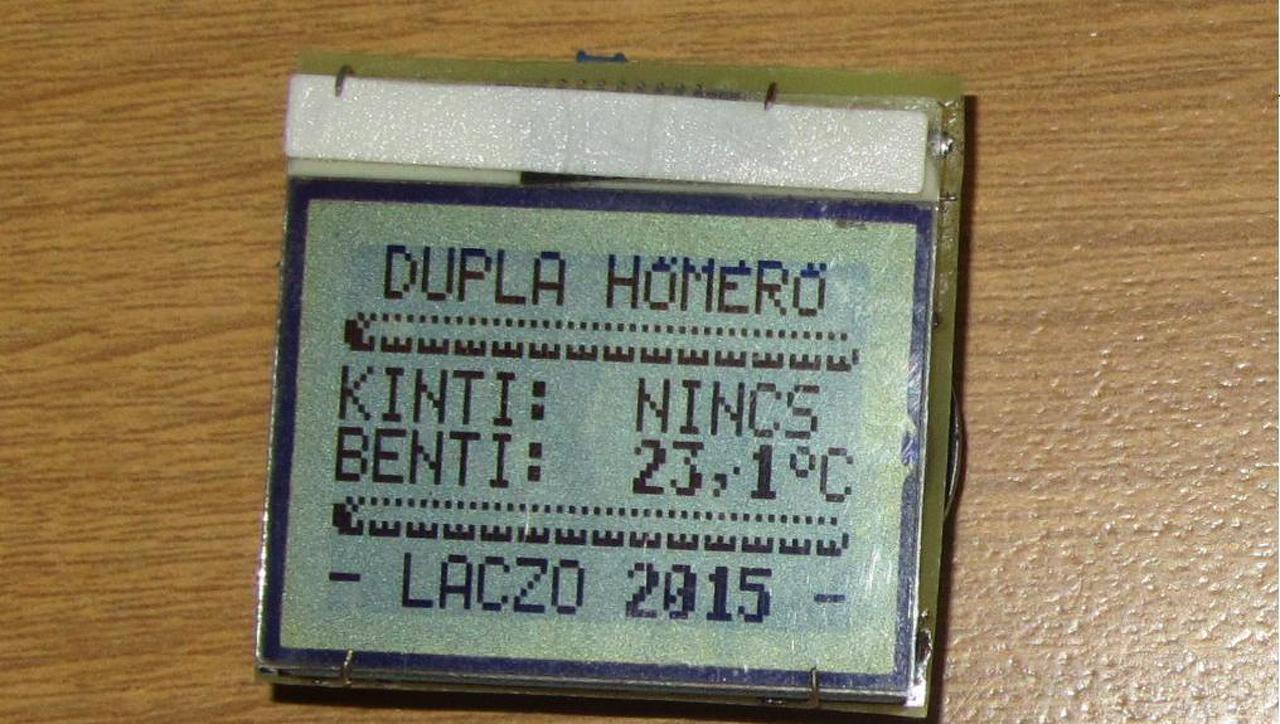 DUPLA HŐMÉRŐ
KINTI: NINCS
BENTI: 23,1°C
- LACZO 2015 -